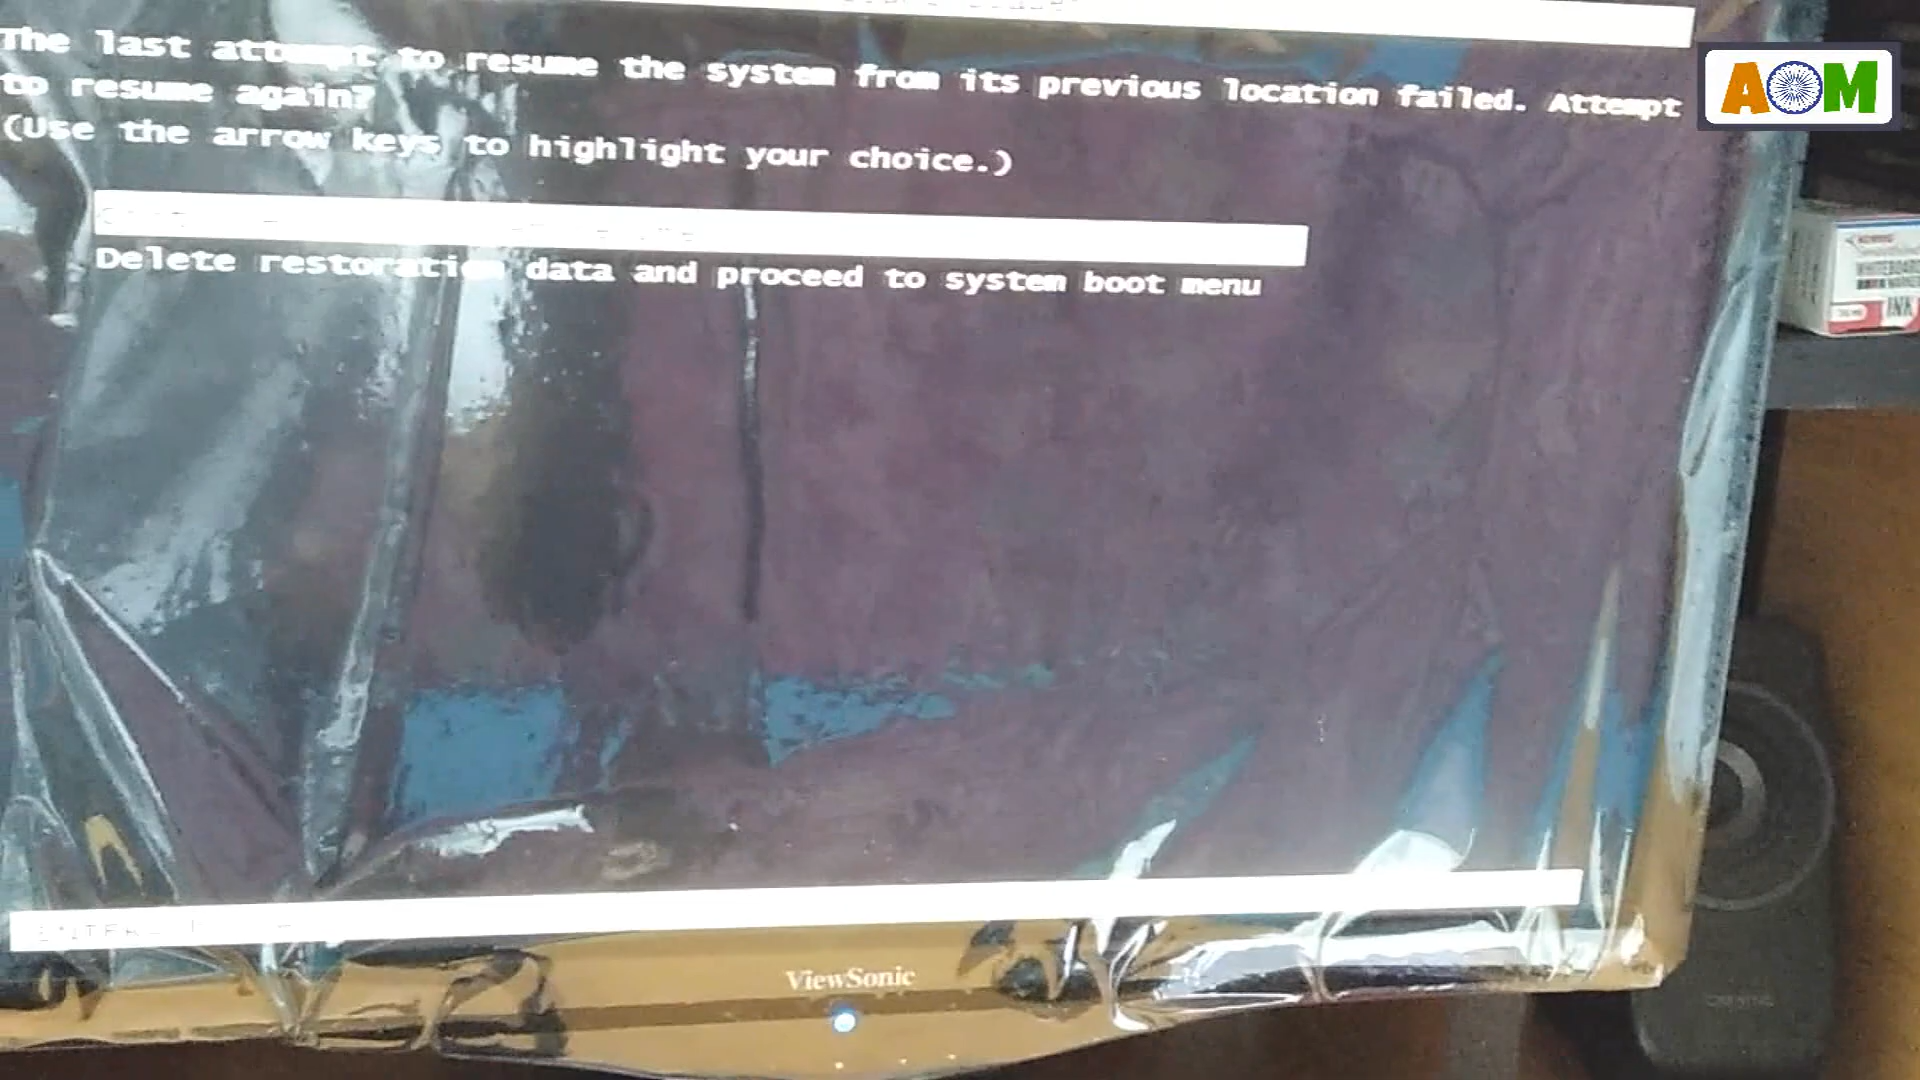 The last attempt to resume the system from its previous location failed. Attempt
to resume again?
(Use the arrow keys to highlight your choice.)
Delete restoration data and proceed to system boot menu
ViewSonic
AOM
INK